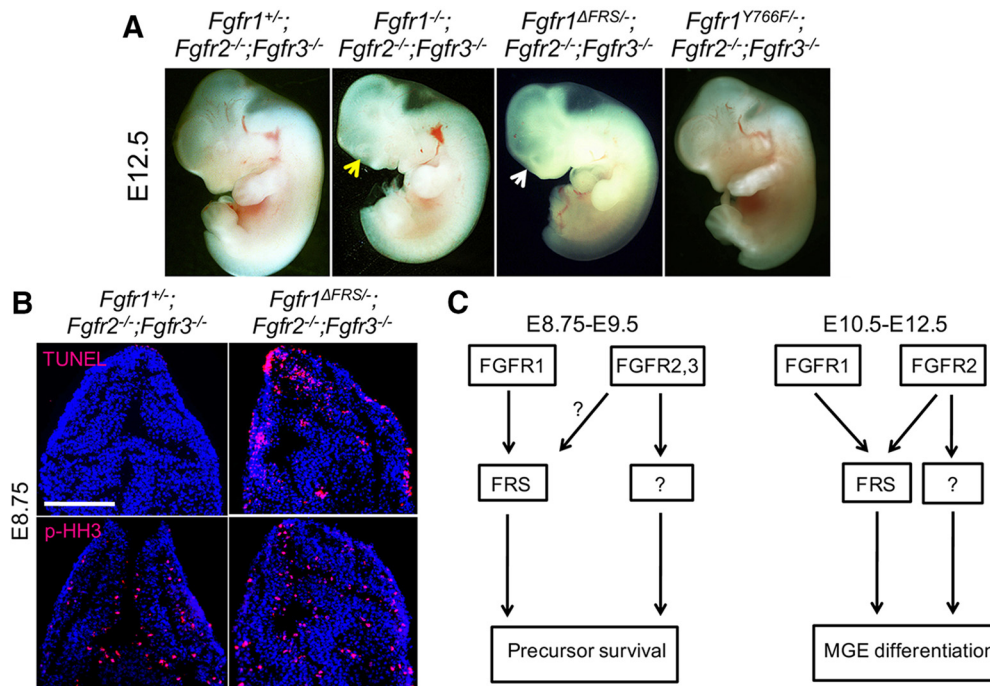 A
Fgfr1+/-;
Fgfr2-/-;Fgfr3-/-
Fgfr1-/-;
Fgfr2-/-;Fgfr3-/-
Fgfr1ΔFRS/-;
Fgfr2-/-;Fgfr3-/-
Fgfr1Y766F/-;
Fgfr2-/-;Fgfr3-/-
E12.5
B
Fgfr1+/-;
Fgfr2-/-;Fgfr3-/-
Fgfr1ΔFRS/-;
Fgfr2-/-;Fgfr3-/-
E8.75
TUNEL
p-HH3
C
E8.75-E9.5
FGFR1
FGFR2,3
?
FRS
?
Precursor survival
E10.5-E12.5
FGFR1
FGFR2
FRS
?
MGE differentiation